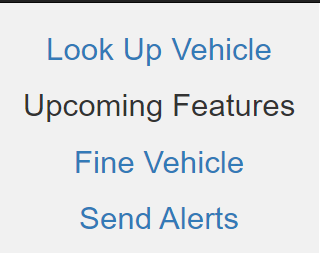 Look Up Vehicle
Upcoming Features
Fine Vehicle
Send Alerts